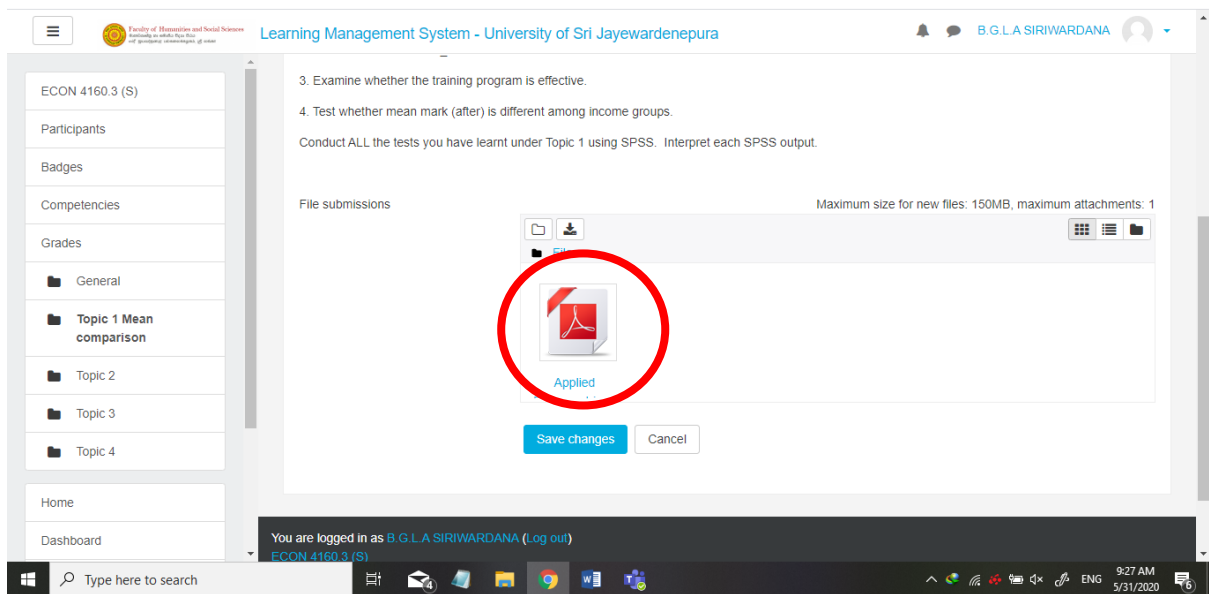 Faculty of Humanities and Social Sciences
Learning Management System - University of Sri Jayewardenepura
B.G.L.A SIRIWARDANA
ECON 4160.3 (S)
Participants
Badges
Competencies
Grades
General
Topic 1 Mean
comparison
Topic 2
Topic 3
Topic 4
Home
Dashboard
3. Examine whether the training program is effective.
4. Test whether mean mark (after) is different among income groups.
Conduct ALL the tests you have learnt under Topic 1 using SPSS. Interpret each SPSS output.
File submissions
Maximum size for new files: 150MB, maximum attachments: 1
Applied
Save changes
Cancel
You are logged in as B.G.L.A SIRIWARDANA (Log out)
ECON 4160.3 (S)
Type here to search
4
ENG
9:27 AM
5/31/2020
6